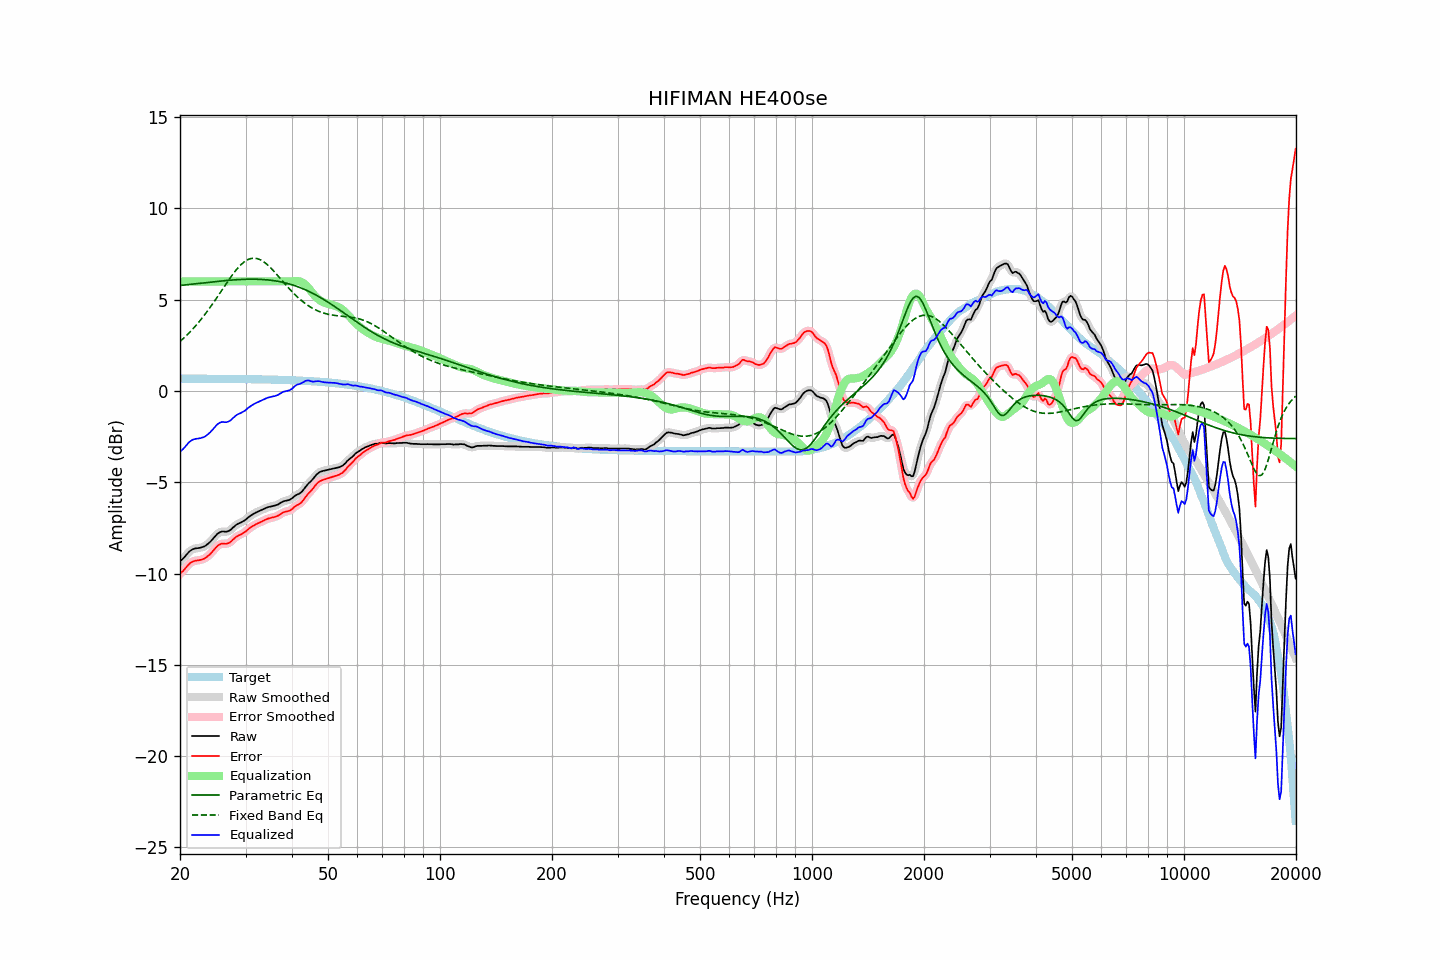 HIFIMAN HE400se
15
10
5
0
−5
−10
−15
−20
−25
Amplitude (dBr)
Target
Raw Smoothed
Error Smoothed
Raw
Error
Equalization
Parametric Eq
Fixed Band Eq
Equalized
20 50 100 200 500 1000 2000 5000 10000 20000
Frequency (Hz)